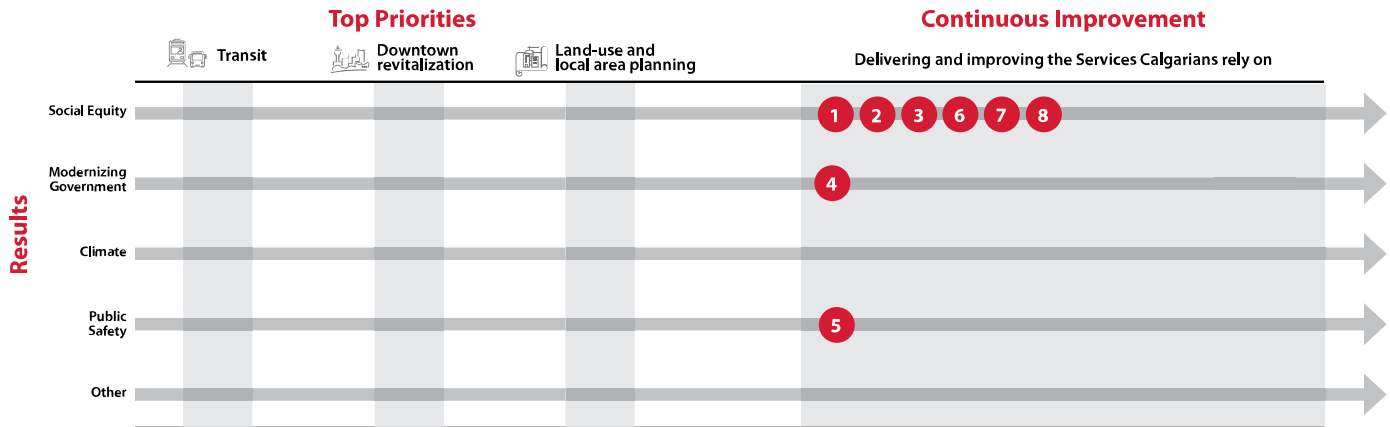 Top Priorities
Continuous Improvement
Transit
Downtown
revitalization
Land-use and
local area planning
Delivering and improving the Services Calgarians rely on
Results
Social Equity
1 2 3 6 7 8
Modernizing
Government
4
Climate
Public
Safety
5
Other